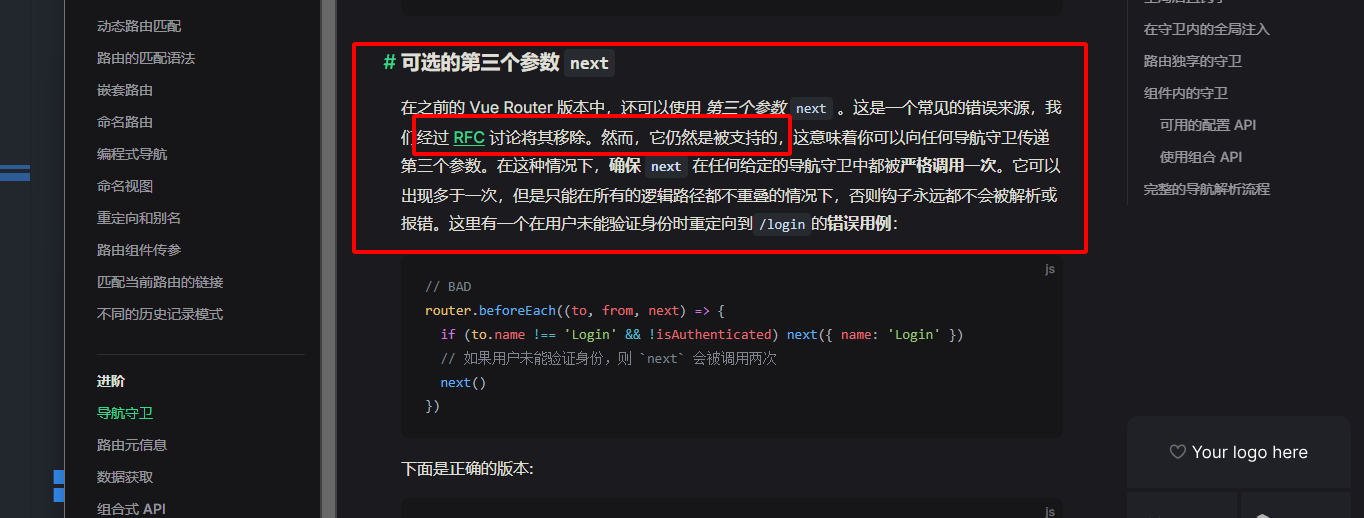 动态路由匹配
路由的匹配语法
嵌套路由
命名路由
编程式导航
命名视图
重定向和别名
路由组件传参
匹配当前路由的链接
不同的历史记录模式
进阶
导航守卫
路由元信息
数据获取
组合式 API
# 可选的第三个参数 next
在之前的 Vue Router 版本中，还可以使用 第三个参数 next 。这是一个常见的错误来源，我
们经过 RFC 讨论将其移除。然而，它仍然是被支持的，这意味着你可以向任何导航守卫传递
第三个参数。在这种情况下，确保 next 在任何给定的导航守卫中都被严格调用一次。它可以
出现多于一次，但是只能在所有的逻辑路径都不重叠的情况下，否则钩子永远都不会被解析或
报错。这里有一个在用户未能验证身份时重定向到 /login 的错误用例：
js
// BAD
router.beforeEach((to, from, next) => {
if (to.name !== 'Login' && !isAuthenticated) next({ name: 'Login' })
// 如果用户未能验证身份，则 `next` 会被调用两次
next()
})
下面是正确的版本:
js
在守卫内的全局注入
路由独享的守卫
组件内的守卫
可用的配置 API
使用组合 API
完整的导航解析流程
Your logo here